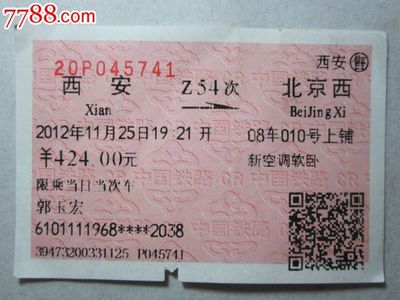 7788.com
20P045741
西安㊢
西安 Z54次 北京西
Xian BeiJingXi
2012年11月25日19:21开 08车010号上铺
￥424.00元 新空调软卧
限乘当日当次车
郭玉宏
6101111968****2038
39473200331125 P045741